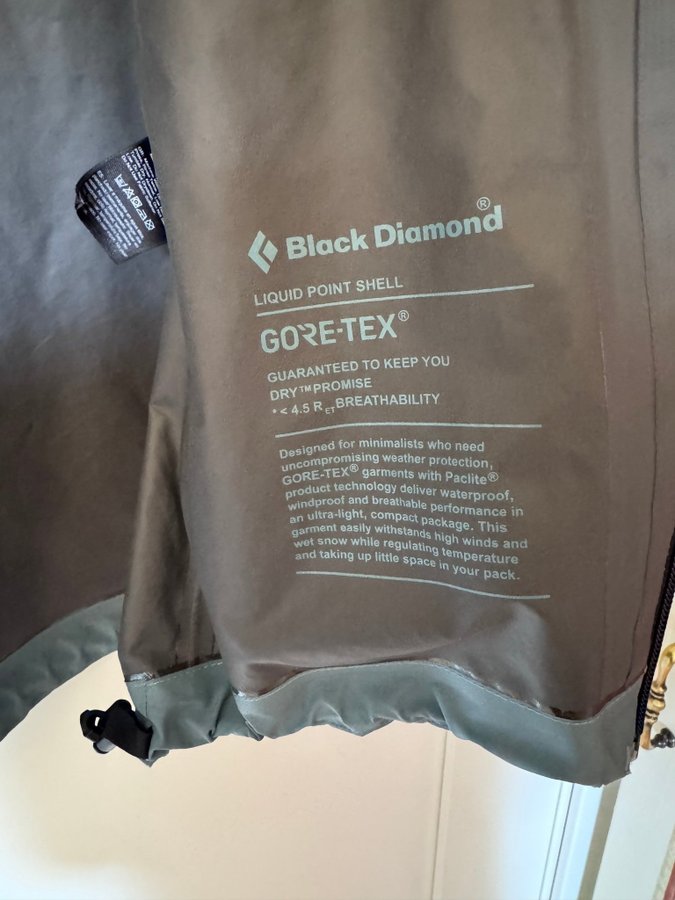 Black Diamond®
LIQUID POINT SHELL
GORE-TEX®
GUARANTEED TO KEEP YOU
DRY™PROMISE
* < 4.5 RET BREATHABILITY
Designed for minimalists who need
uncompromising weather protection,
GORE-TEX® garments with Paclite®
product technology deliver waterproof,
windproof and breathable performance in
an ultra-light, compact package. This
garment easily withstands high winds and
wet snow while regulating temperature
and taking up little space in your pack.